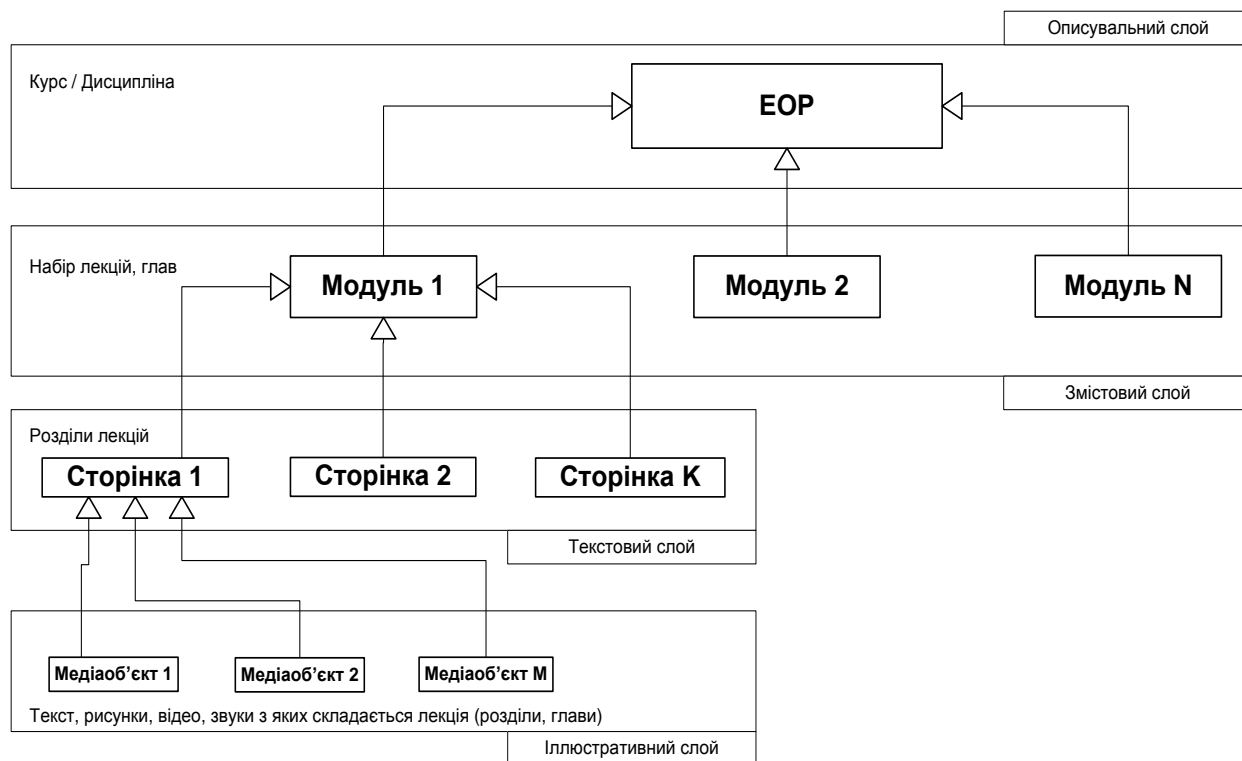 Описувальний слой
Курс / Дисципліна
ЕОР
Набір лекцій, глав
Модуль 1
Модуль 2
Модуль N
Змістовий слой
Розділи лекцій
Сторінка 1
Сторінка 2
Сторінка K
Текстовий слой
Медіаоб’єкт 1
Медіаоб’єкт 2
Медіаоб’єкт M
Текст, рисунки, відео, звуки з яких складається лекція (розділи, глави)
Іллюстративний слой